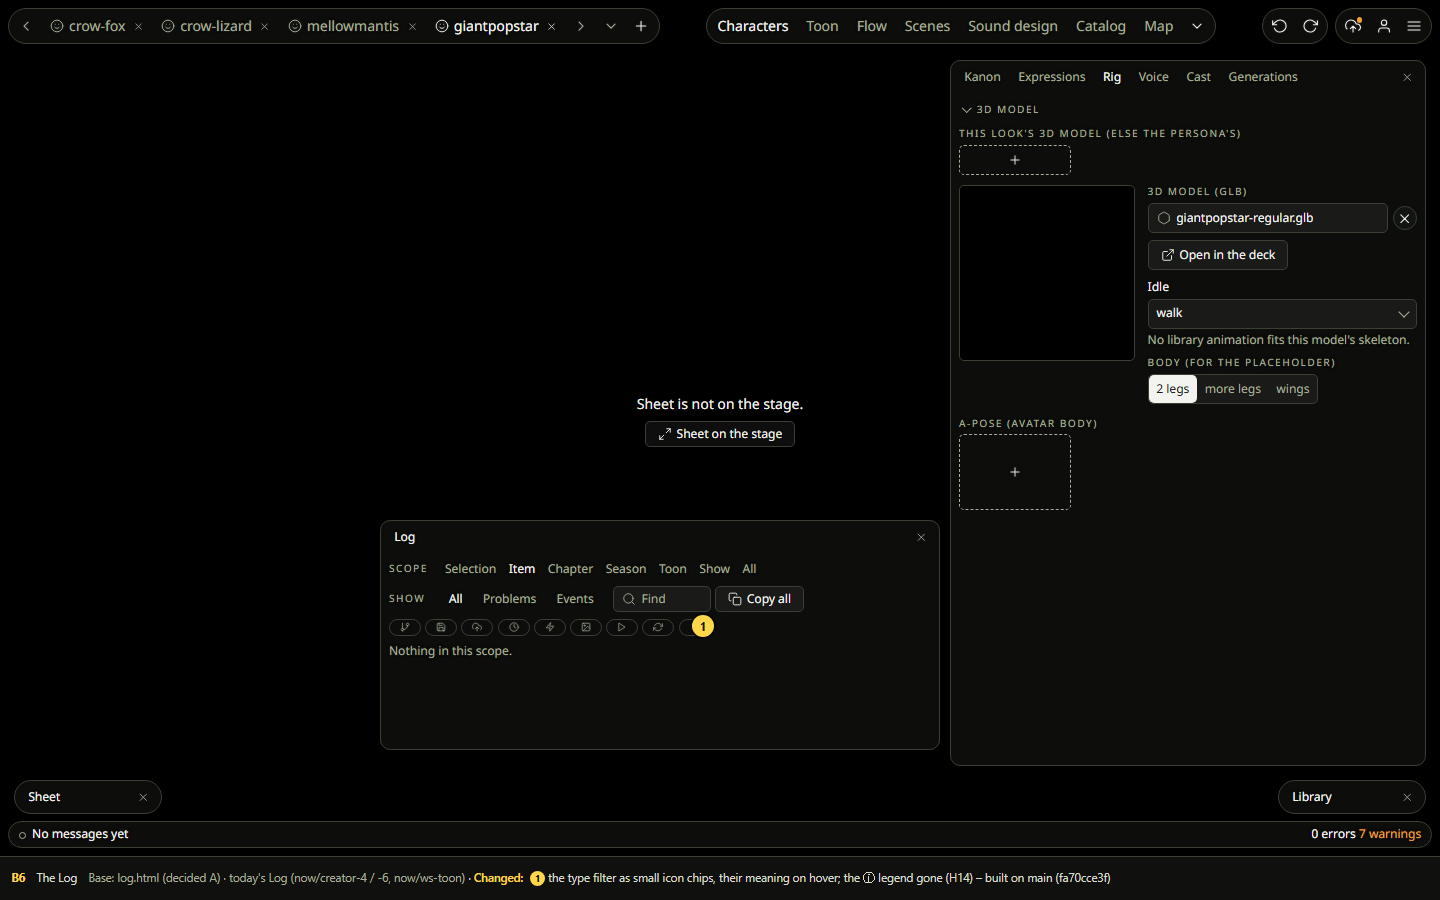 crow-fox crow-lizard mellowmantis giantpopstar
Characters Toon Flow Scenes Sound design Catalog Map
Kanon Expressions Rig Voice Cast Generations
3D MODEL
THIS LOOK'S 3D MODEL (ELSE THE PERSONA'S)
3D MODEL (GLB)
giantpopstar-regular.glb
Open in the deck
Idle
walk
No library animation fits this model's skeleton.
BODY (FOR THE PLACEHOLDER)
2 legs more legs wings
A-POSE (AVATAR BODY)
Sheet is not on the stage.
Sheet on the stage
Log
SCOPE Selection Item Chapter Season Toon Show All
SHOW All Problems Events Find Copy all
1
Nothing in this scope.
Sheet
Library
No messages yet
0 errors 7 warnings
B6 The Log Base: log.html (decided A) · today's Log (now/creator-4 / -6, now/ws-toon) · Changed: 1 the type filter as small icon chips, their meaning on hover; the ⓘ legend gone (H14) – built on main (fa70cce3f)